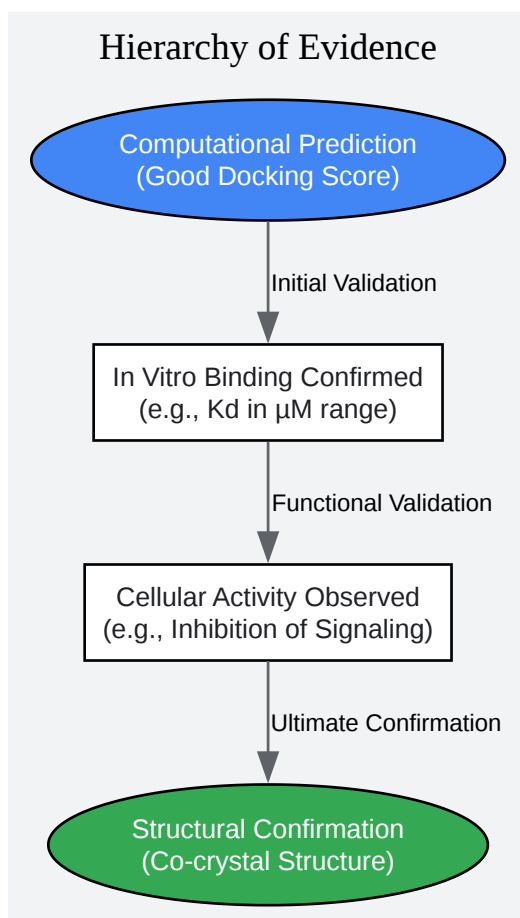 Hierarchy of Evidence
Computational Prediction
(Good Docking Score)
Initial Validation
In Vitro Binding Confirmed
(e.g., Kd in µM range)
Functional Validation
Cellular Activity Observed
(e.g., Inhibition of Signaling)
Ultimate Confirmation
Structural Confirmation
(Co-crystal Structure)